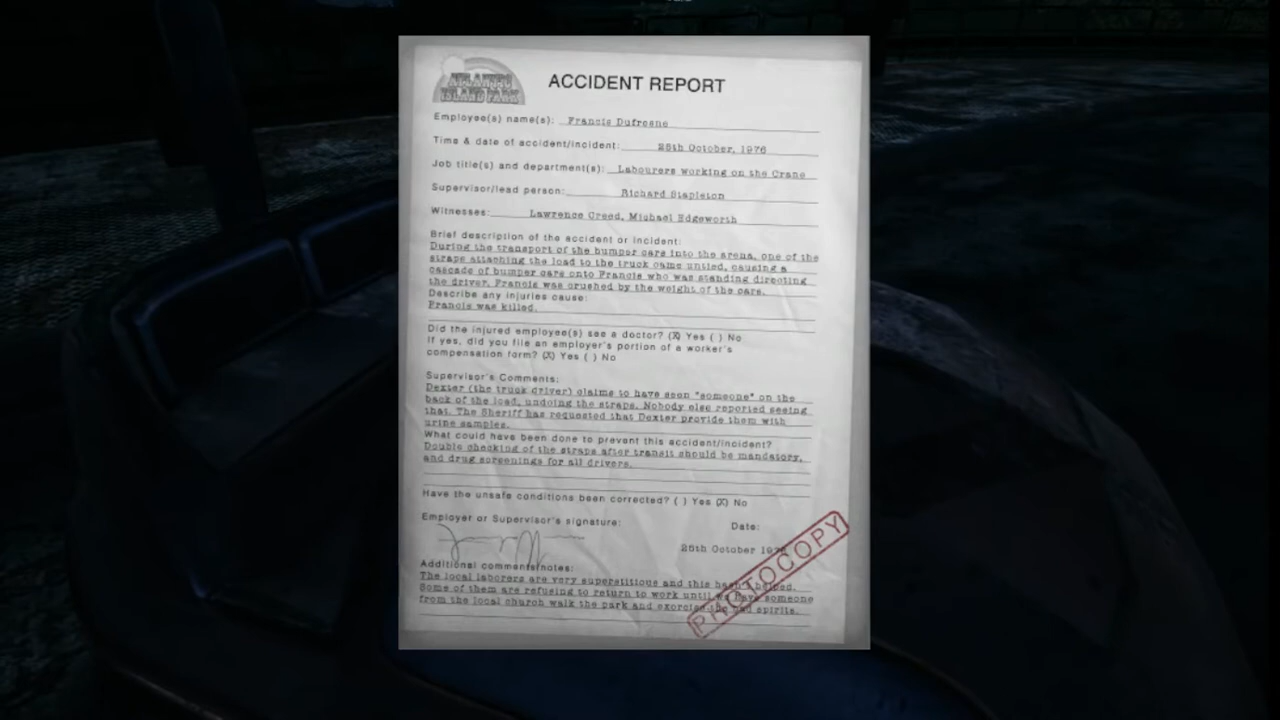 ATLANTIC
ISLAND PARK
ACCIDENT REPORT
Employee(s) name(s): Francis Dufresne
Time & date of accident/incident: 25th October, 1976
Job title(s) and department(s): Labourers working on the Crane
Supervisor/lead person: Richard Stapleton
Witnesses: Lawrence Creed, Michael Edgeworth
Brief description of the accident or incident:
During the transport of the bumper cars into the arena, one of the
straps attaching the load to the truck came untied, causing a
cascade of bumper cars onto Francis who was standing directing
the driver. Francis was crushed by the weight of the cars.
Describe any injuries cause:
Francis was killed.
Did the injured employee(s) see a doctor? (X) Yes ( ) No
If yes, did you file an employer's portion of a worker's
compensation form? (X) Yes ( ) No
Supervisor's Comments:
Dexter (the truck driver) claims to have seen "someone" on the
back of the load, undoing the straps. Nobody else reported seeing
that. The Sheriff has requested that Dexter provide them with
urine samples.
What could have been done to prevent this accident/incident?
Double checking of the straps after transit should be mandatory,
and drug screenings for all drivers.
Have the unsafe conditions been corrected? ( ) Yes (X) No
Employer or Supervisor's signature:
Date:
25th October 1976
PHOTOCOPY
Additional comments/notes:
The local laborers are very superstitious and this hasn't helped.
Some of them are refusing to return to work until we have someone
from the local church walk the park and exorcise the bad spirits.